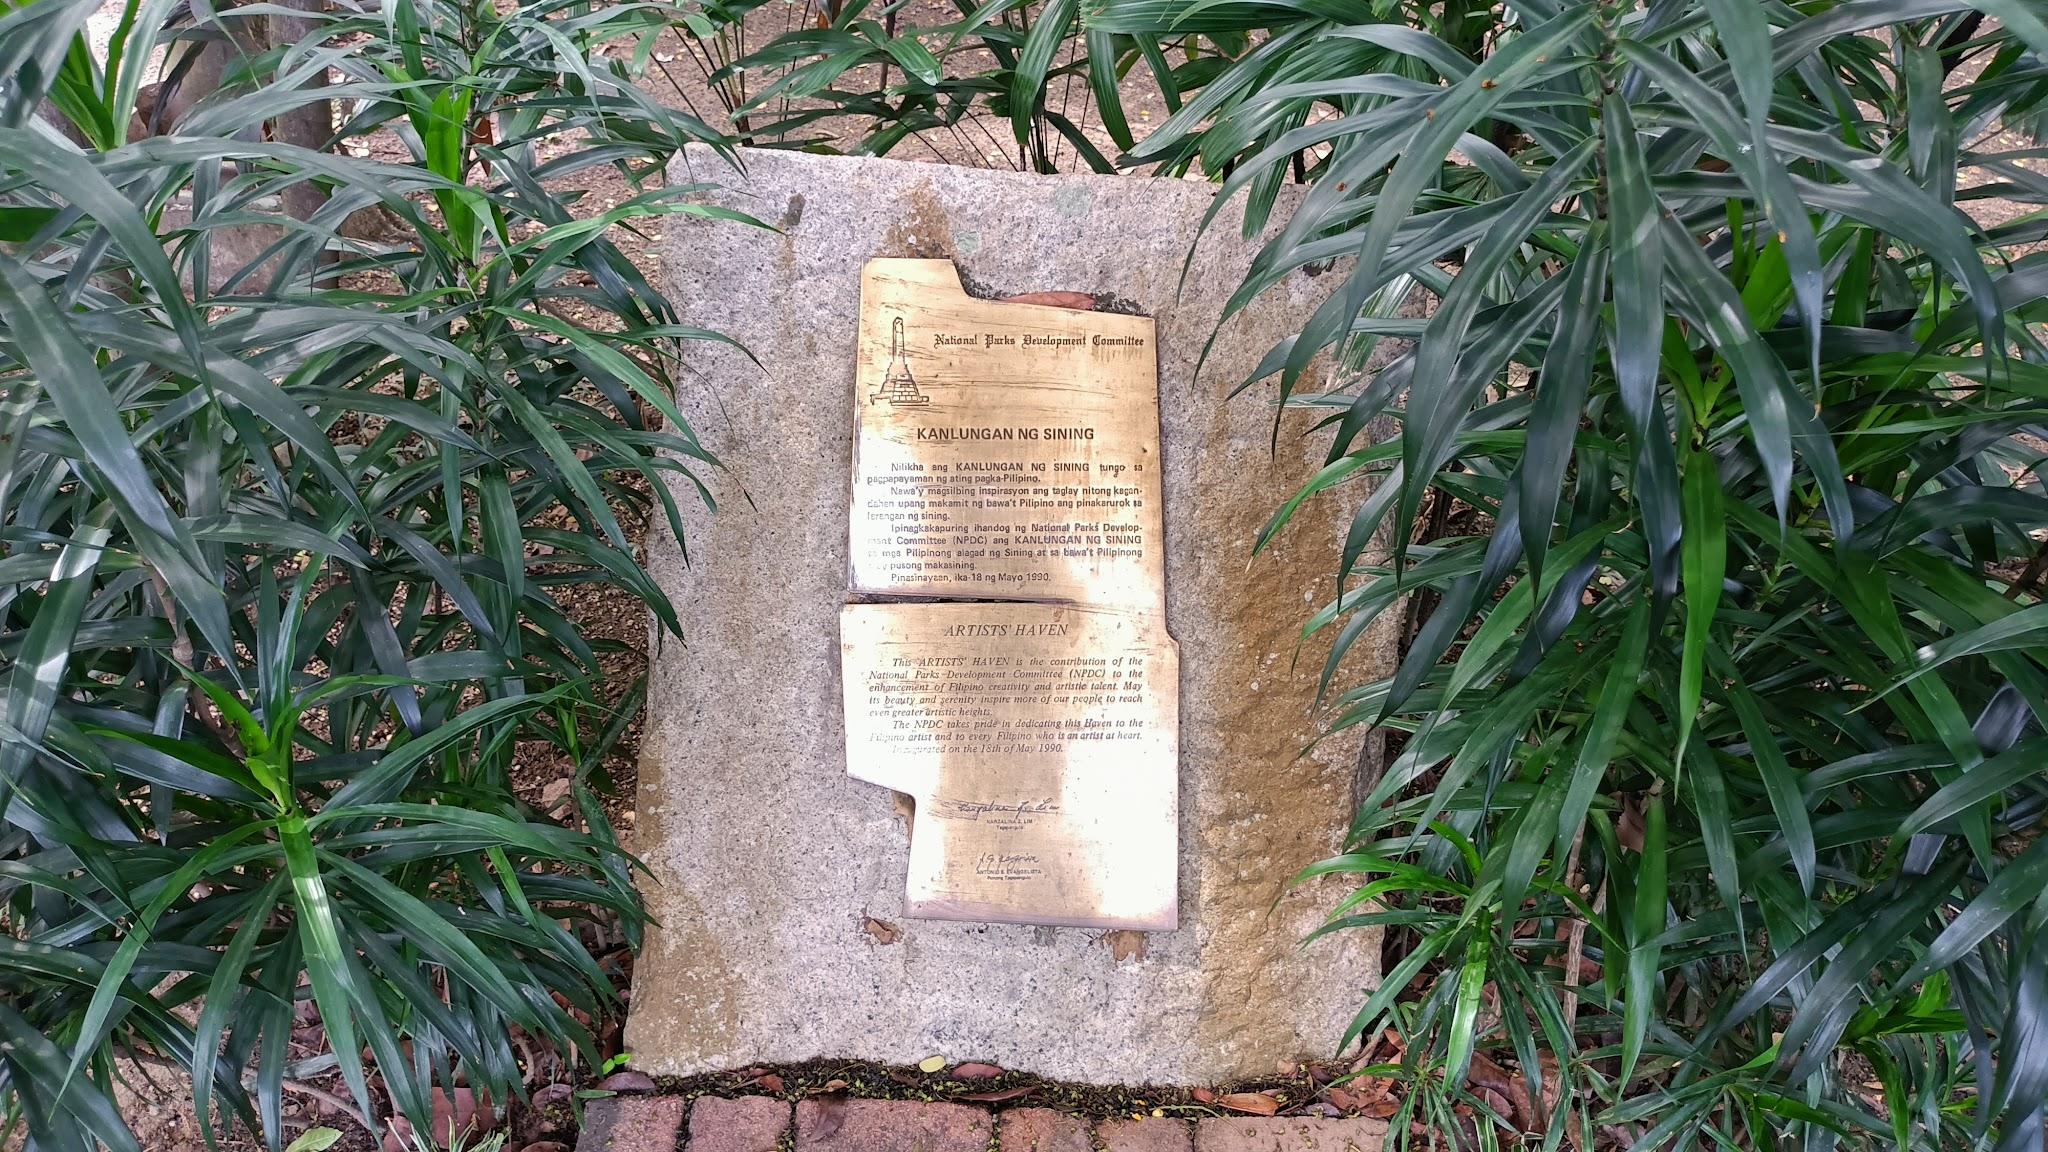 National Parks Development Committee
KANLUNGAN NG SINING
Nilikha ang KANLUNGAN NG SINING tungo sa
pagpapayaman ng ating pagka-Pilipino.
Nawa'y magsilbing inspirasyon ang taglay nitong kagan-
dahan upang makamit ng bawa't Pilipino ang pinakarurok sa
larangan ng sining.
Ipinagkakapuring ihandog ng National Parks Develop-
ment Committee (NPDC) ang KANLUNGAN NG SINING
sa mga Pilipinong alagad ng Sining at sa bawa't Pilipinong
may pusong makasining.
Pinasinayaan, ika-18 ng Mayo 1990.
ARTISTS' HAVEN
This ARTISTS' HAVEN is the contribution of the
National Parks Development Committee (NPDC) to the
enhancement of Filipino creativity and artistic talent. May
its beauty and serenity inspire more of our people to reach
even greater artistic heights.
The NPDC takes pride in dedicating this Haven to the
Filipino artist and to every Filipino who is an artist at heart.
Inaugurated on the 18th of May 1990.
NARZALINA Z. LIM
Tagapangulo
ANTONIO E. EVANGELISTA
Punong Tagapangasiwa